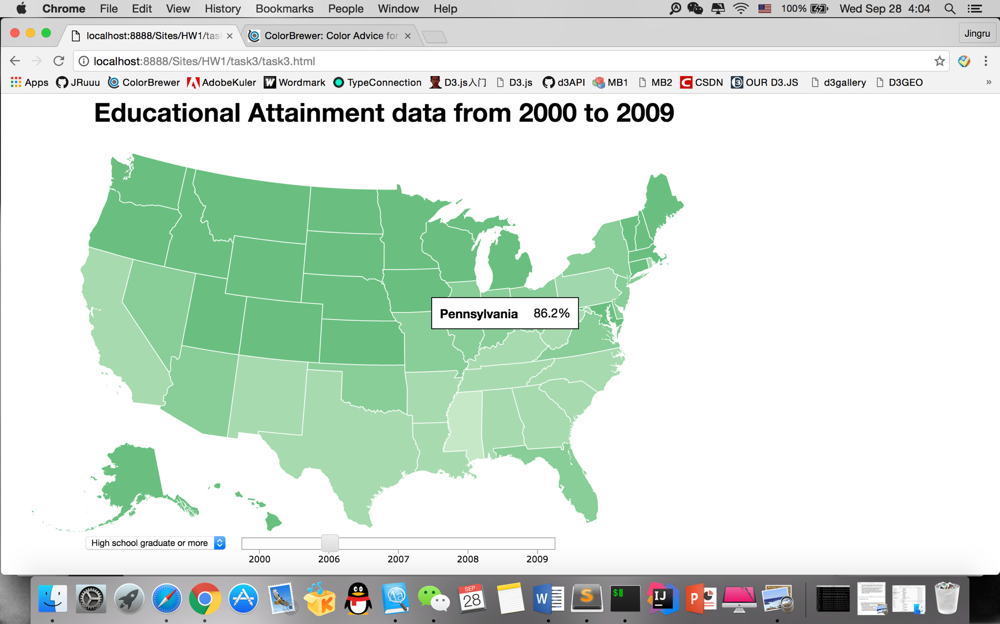 Chrome File Edit View History Bookmarks People Window Help 100% Wed Sep 28 4:04
localhost:8888/Sites/HW1/tas ColorBrewer: Color Advice for Jingru
localhost:8888/Sites/HW1/task3/task3.html
Apps JRuuu ColorBrewer AdobeKuler W Wordmark TypeConnection D3.js入门 D3.js d3API MB1 MB2 C CSDN 3 OUR D3.JS d3gallery D3GEO »
Educational Attainment data from 2000 to 2009
Pennsylvania 86.2%
High school graduate or more
2000 2006 2007 2008 2009
K Aa SEP 28 W S $ IJ P